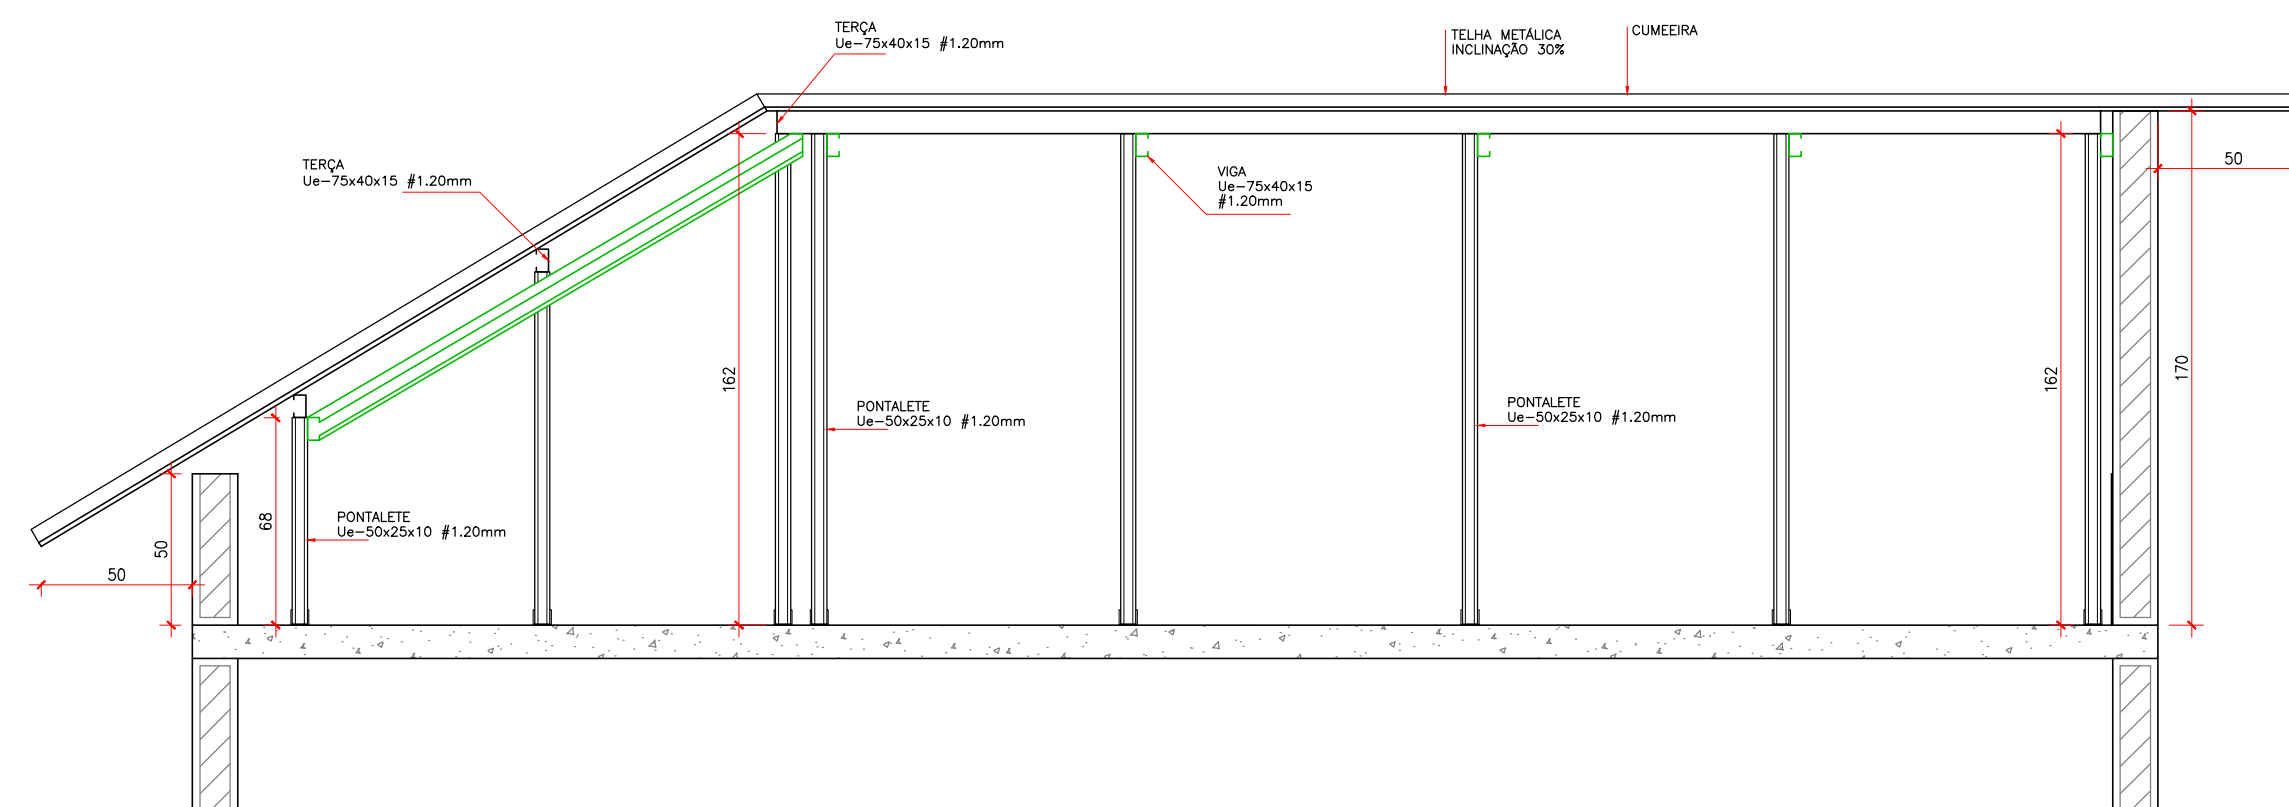 TERÇA
Ue-75x40x15 #1.20mm
TELHA METÁLICA
INCLINAÇÃO 30%
CUMEEIRA
TERÇA
Ue-75x40x15 #1.20mm
VIGA
Ue-75x40x15
#1.20mm
50
162
162
170
PONTALETE
Ue-50x25x10 #1.20mm
PONTALETE
Ue-50x25x10 #1.20mm
68
PONTALETE
Ue-50x25x10 #1.20mm
50
50